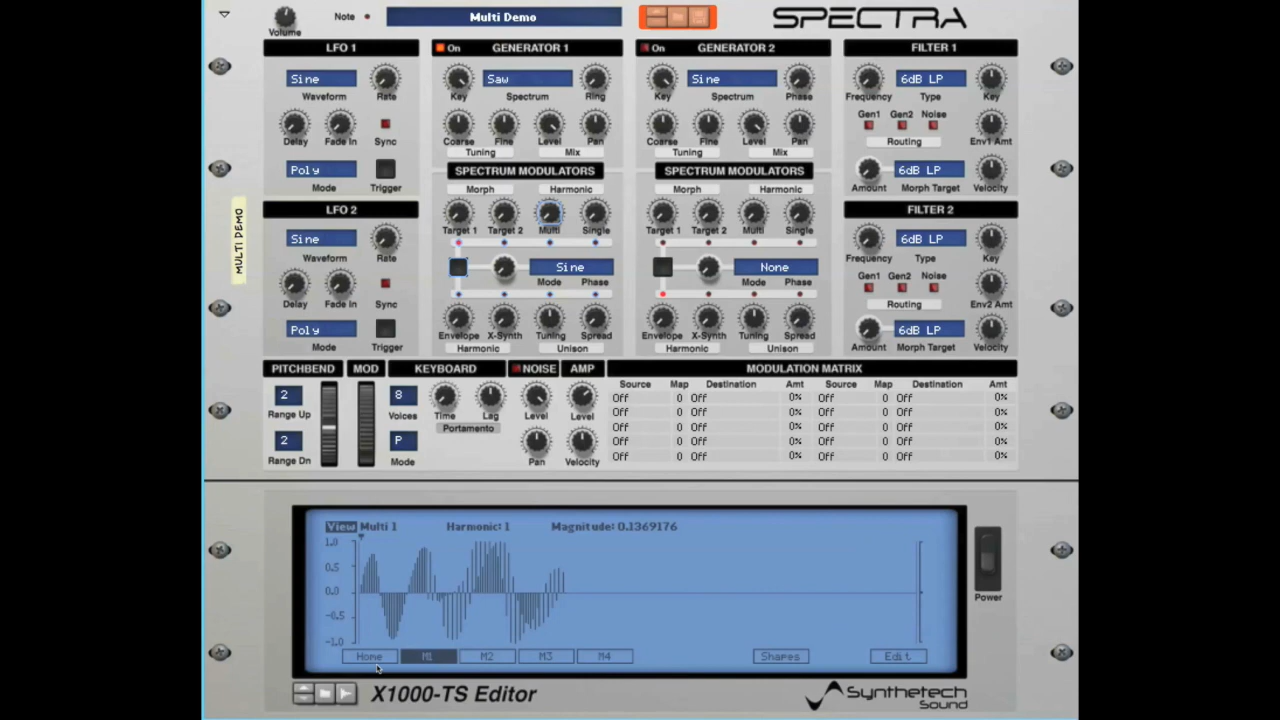 Volume
Note
Multi Demo
SPECTRA
LFO 1
Sine
Waveform
Rate
Delay
Fade In
Sync
Poly
Mode
Trigger
LFO 2
Sine
Waveform
Rate
Delay
Fade In
Sync
Poly
Mode
Trigger
MULTI DEMO
On GENERATOR 1
Saw
Key Spectrum Ring
Coarse Fine Level Pan
Tuning Mix
SPECTRUM MODULATORS
Morph Harmonic
Target 1 Target 2 Multi Single
Sine
Mode Phase
Envelope X-Synth Tuning Spread
Harmonic Unison
On GENERATOR 2
Sine
Key Spectrum Phase
Coarse Fine Level Pan
Tuning Mix
SPECTRUM MODULATORS
Morph Harmonic
Target 1 Target 2 Multi Single
None
Mode Phase
Envelope X-Synth Tuning Spread
Harmonic Unison
FILTER 1
6dB LP
Frequency Type Key
Gen1 Gen2 Noise
Routing Env1 Amt
6dB LP
Amount Morph Target Velocity
FILTER 2
6dB LP
Frequency Type Key
Gen1 Gen2 Noise
Routing Env2 Amt
6dB LP
Amount Morph Target Velocity
PITCHBEND
2
Range Up
2
Range Dn
MOD
KEYBOARD
8
Voices Time Lag
Portamento
P
Mode
NOISE
Level
Pan
AMP
Level
Velocity
MODULATION MATRIX
Source Map Destination Amt Source Map Destination Amt
Off 0 Off 0% Off 0 Off 0%
Off 0 Off 0% Off 0 Off 0%
Off 0 Off 0% Off 0 Off 0%
Off 0 Off 0% Off 0 Off 0%
Off 0 Off 0% Off 0 Off 0%
View Multi 1 Harmonic: 1 Magnitude: 0.1369176
1.0
0.5
0.0
-0.5
-1.0
Home M1 M2 M3 M4 Shapes Edit
Power
X1000-TS Editor
Synthetech
Sound